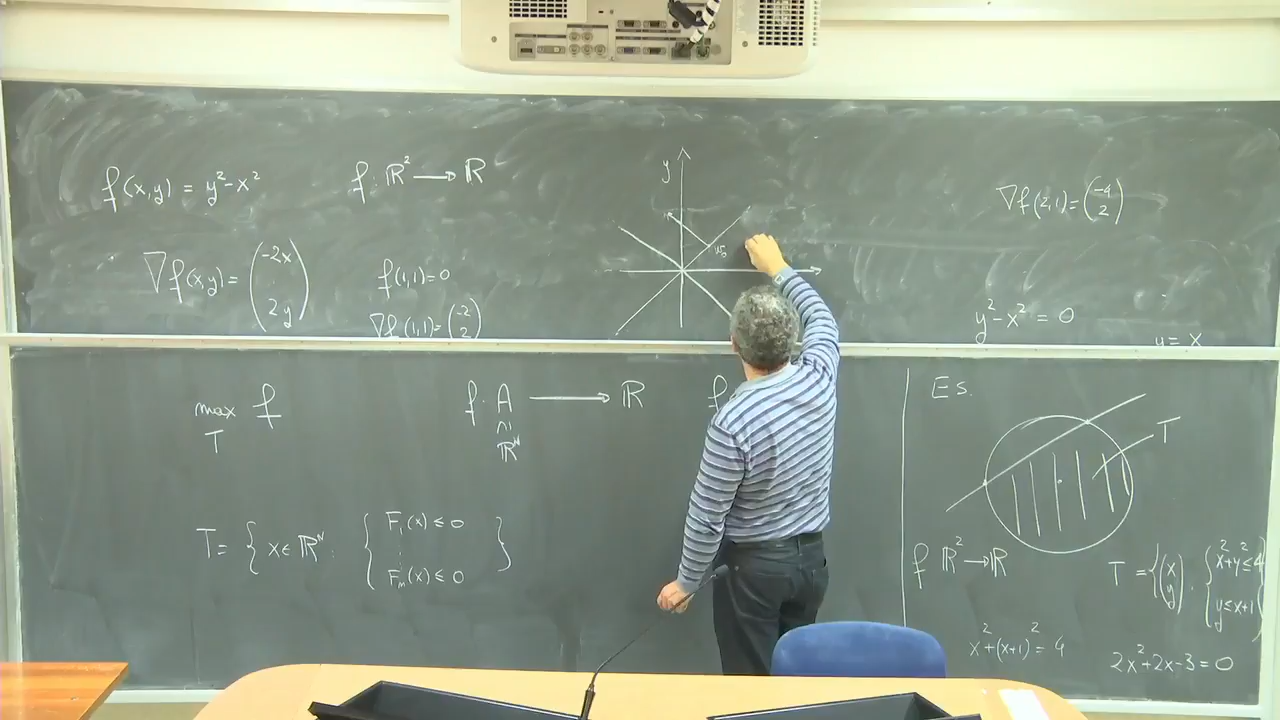 f(x,y) = y²-x²
f: ℝ² → ℝ
y
∇f(2,1)=(-4 2)
∇f(x,y) = (-2x 2y)
f(1,1)=0
∇f(1,1)=(-2 2)
y²-x² = 0
y = x
max f
T
f: A → ℝ
∩
ℝᴺ
f
Es.
T
T= { x∈ℝᴺ: { F₁(x) ≤ 0
⋮
Fₘ(x) ≤ 0 }
f ℝ² → ℝ
T = {(x y): { x²+y²≤4
y≤x+1
x²+(x+1)²=4
2x²+2x-3=0